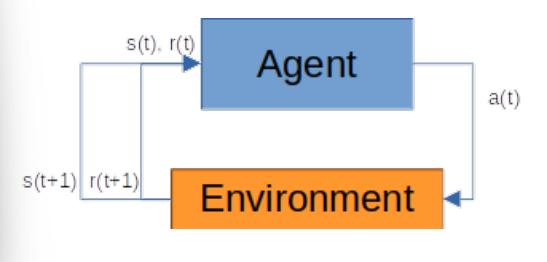 s(t), r(t)
Agent
a(t)
s(t+1) r(t+1)
Environment